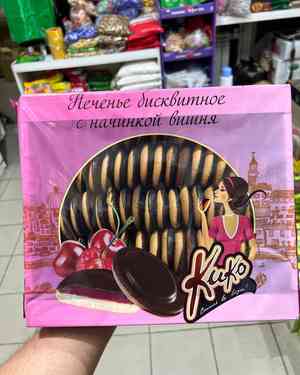 Печенье бисквитное
с начинкой вишня
Кико